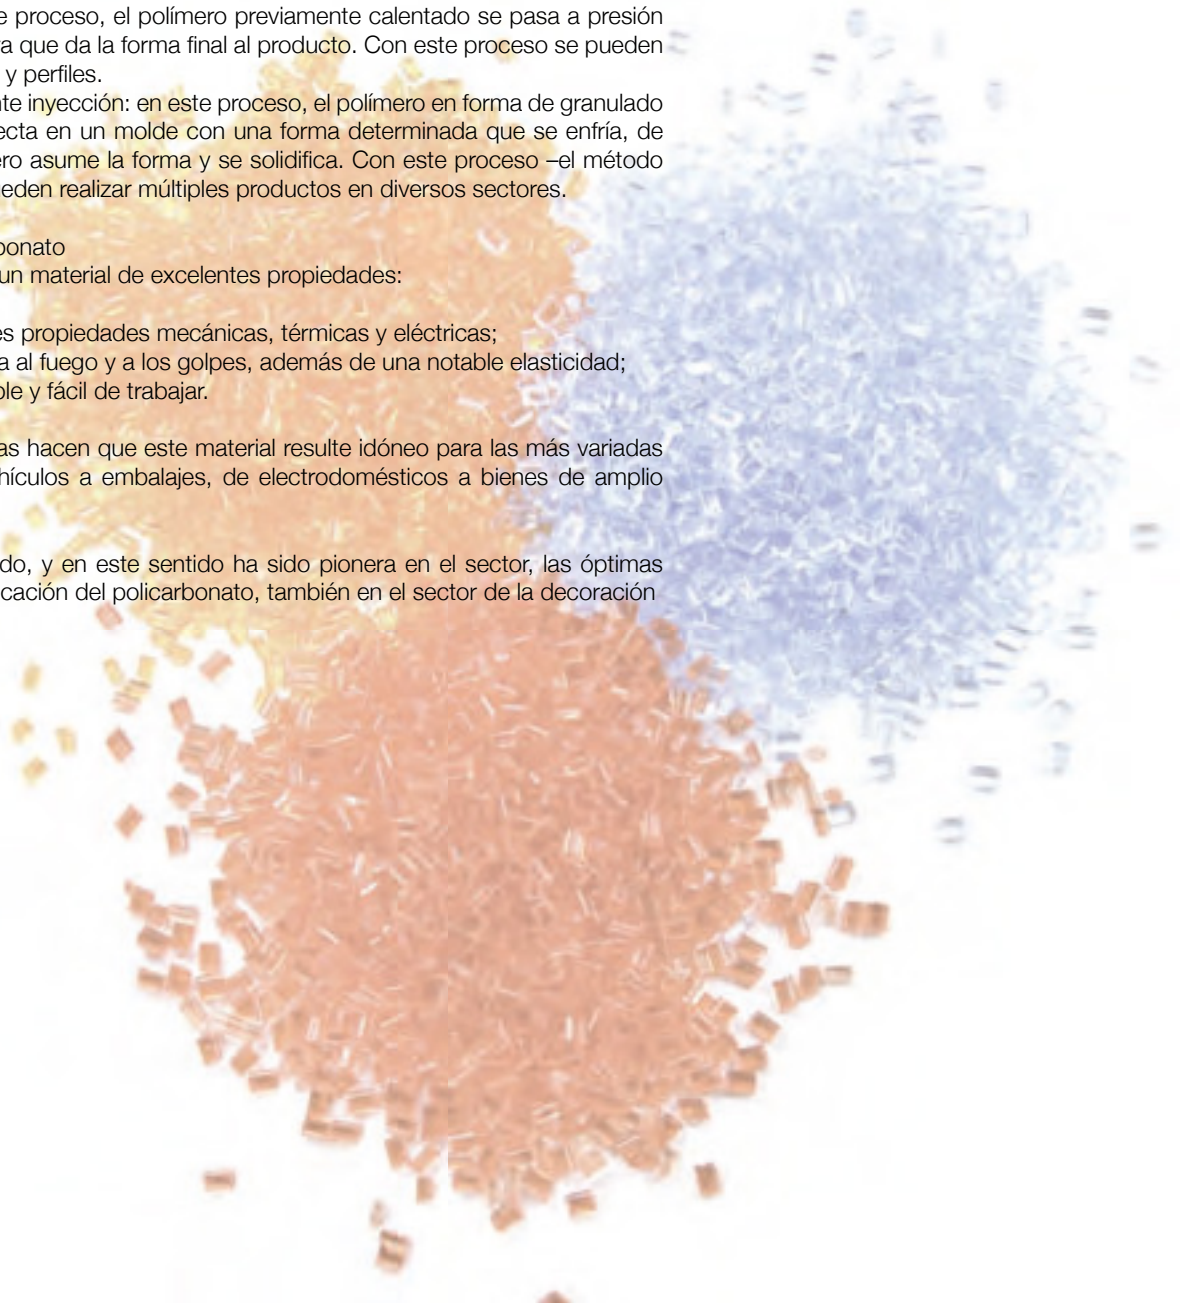 e proceso, el polímero previamente calentado se pasa a presión
a que da la forma final al producto. Con este proceso se pueden
y perfiles.
te inyección: en este proceso, el polímero en forma de granulado
ecta en un molde con una forma determinada que se enfría, de
ero asume la forma y se solidifica. Con este proceso –el método
ueden realizar múltiples productos en diversos sectores.
bonato
un material de excelentes propiedades:
es propiedades mecánicas, térmicas y eléctricas;
a al fuego y a los golpes, además de una notable elasticidad;
ble y fácil de trabajar.
as hacen que este material resulte idóneo para las más variadas
hículos a embalajes, de electrodomésticos a bienes de amplio
do, y en este sentido ha sido pionera en el sector, las óptimas
cación del policarbonato, también en el sector de la decoración